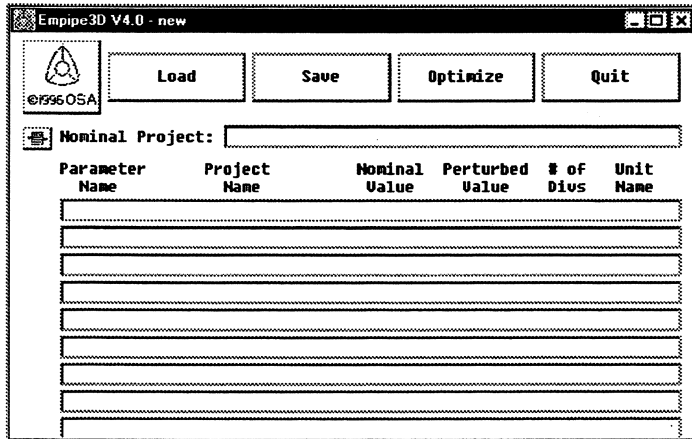 Empipe3D V4.0 - new
Load Save Optimize Quit
©1996OSA
Nominal Project:
Parameter Project Nominal Perturbed # of Unit
Name Name Value Value Divs Name